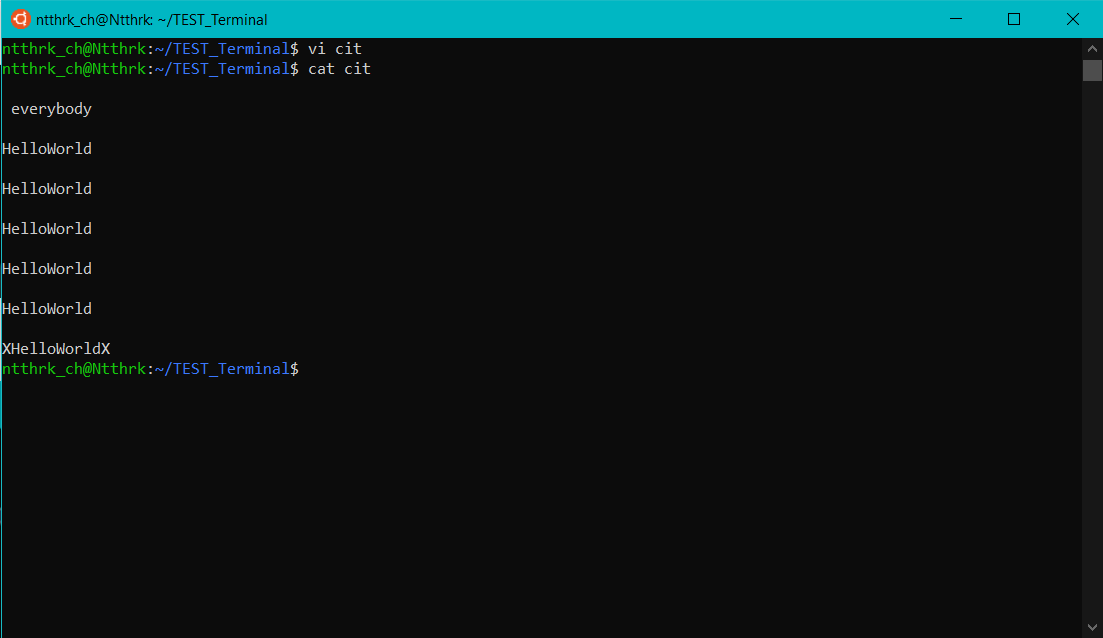 ntthrk_ch@Ntthrk: ~/TEST_Terminal
ntthrk_ch@Ntthrk:~/TEST_Terminal$ vi cit
ntthrk_ch@Ntthrk:~/TEST_Terminal$ cat cit
everybody
HelloWorld
HelloWorld
HelloWorld
HelloWorld
HelloWorld
XHelloWorldX
ntthrk_ch@Ntthrk:~/TEST_Terminal$